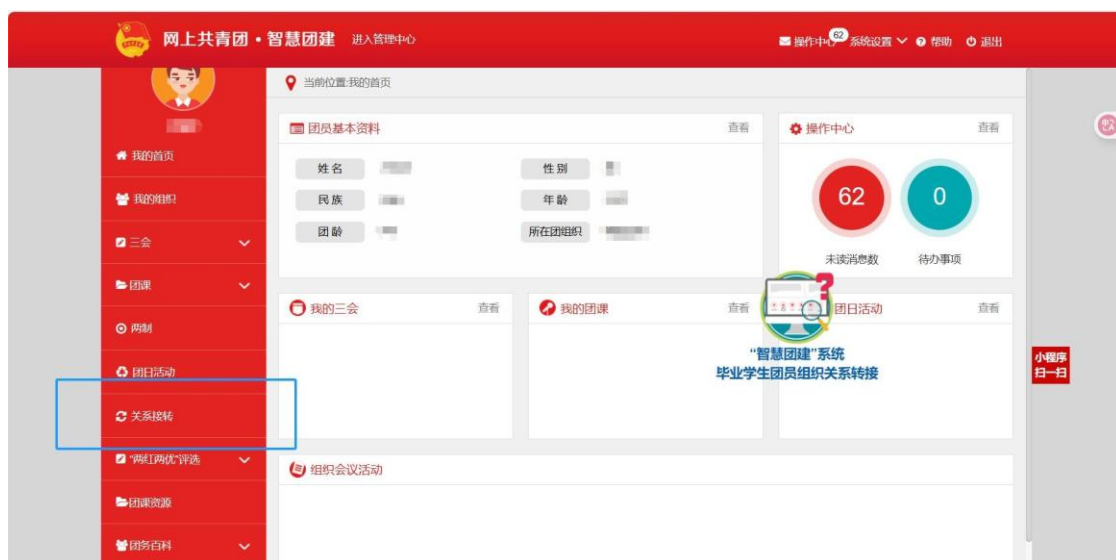 网上共青团·智慧团建 进入管理中心 操作中心 62 系统设置 帮助 退出
当前位置:我的首页
我的首页
我的组织
三会
团课
两制
团日活动
关系接转
"两红两优"评选
团课资源
团务百科
团员基本资料 查看
姓名 性别
民族 年龄
团龄 所在团组织
操作中心 查看
62 0
未读消息数 待办事项
我的三会 查看
我的团课 查看
团日活动 查看
"智慧团建"系统
毕业学生团员组织关系转接
组织会议活动
小程序
扫一扫